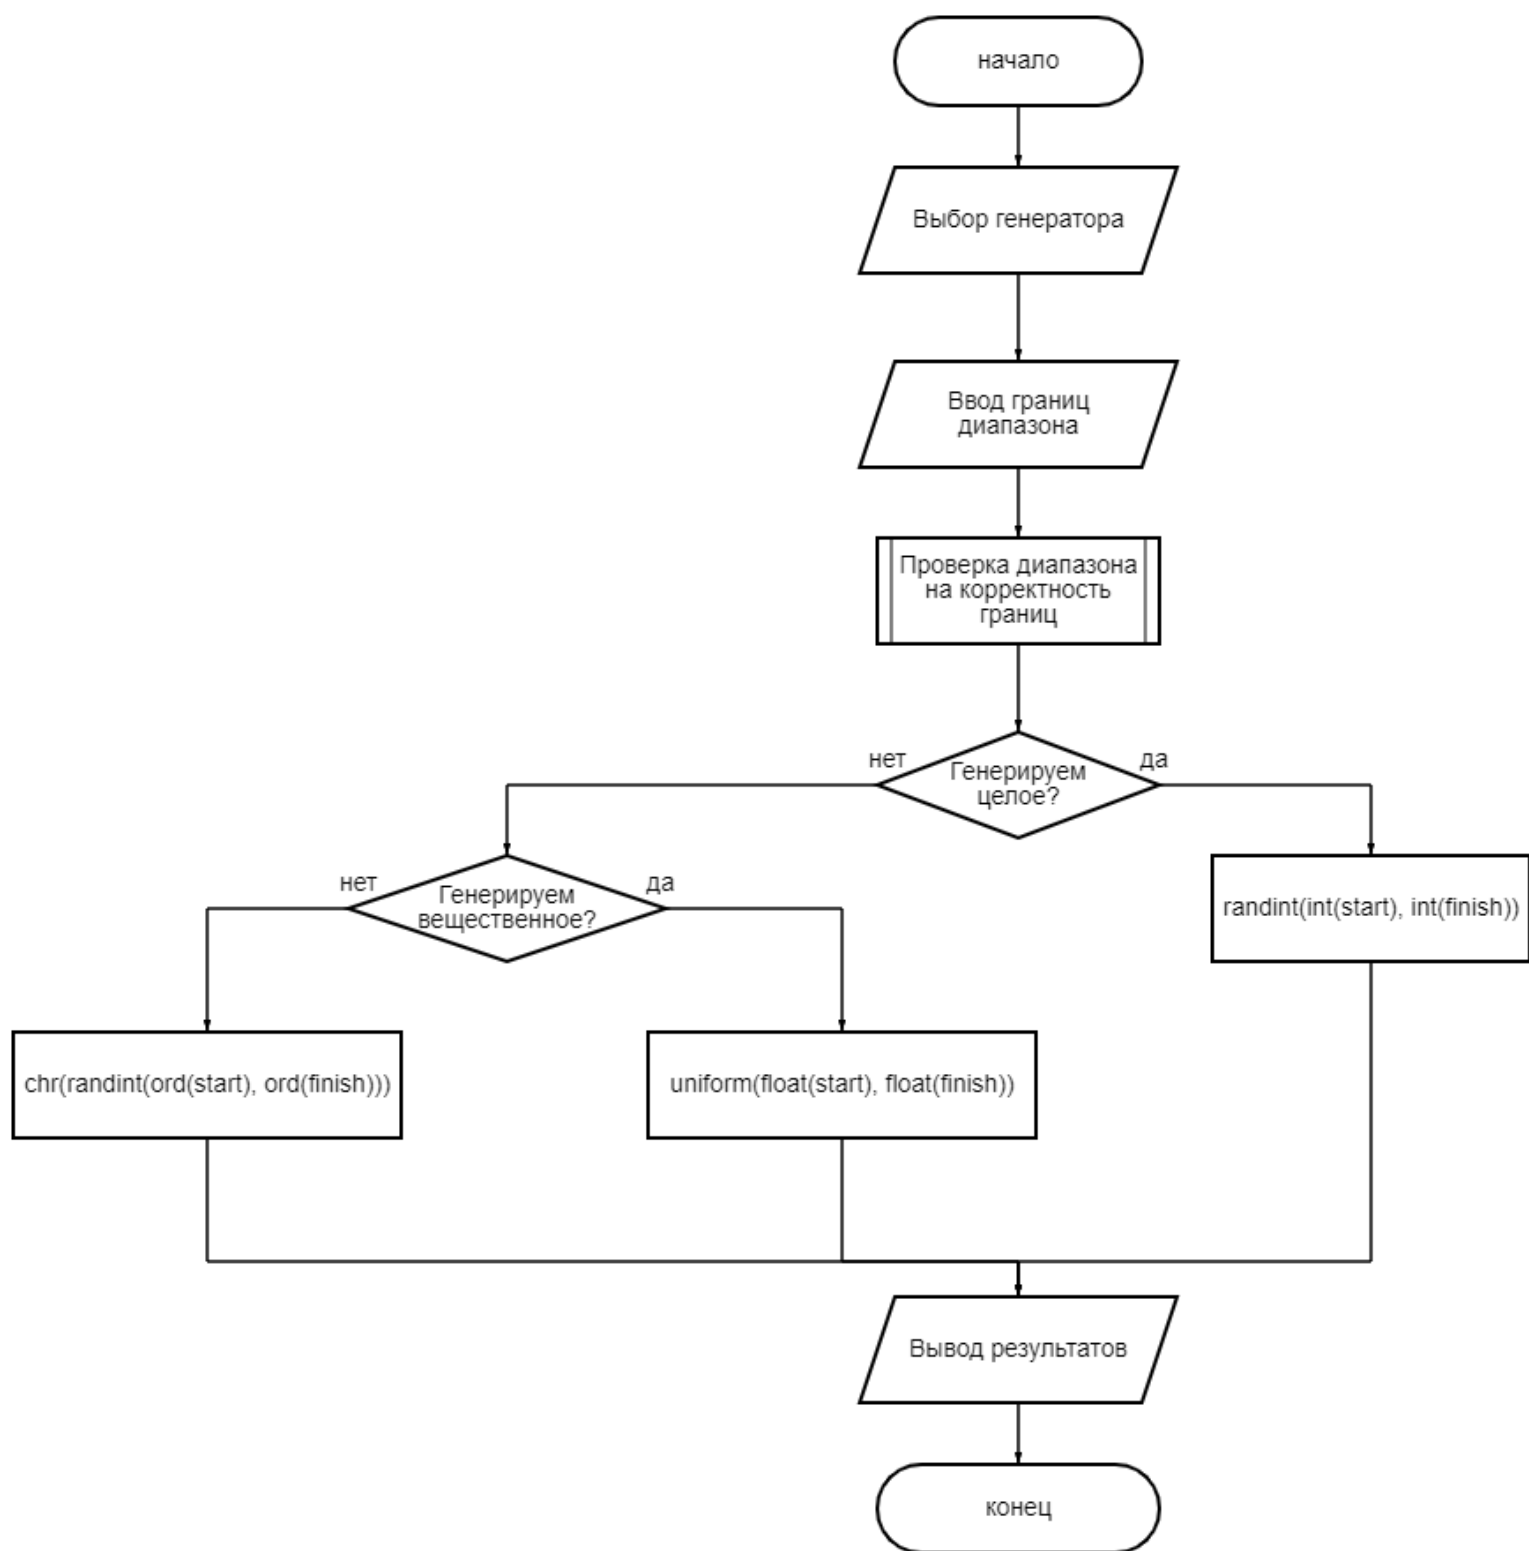 начало
Выбор генератора
Ввод границ
диапазона
Проверка диапазона
на корректность
границ
нет
Генерируем
целое?
да
нет
Генерируем
вещественное?
да
randint(int(start), int(finish))
chr(randint(ord(start), ord(finish)))
uniform(float(start), float(finish))
Вывод результатов
конец